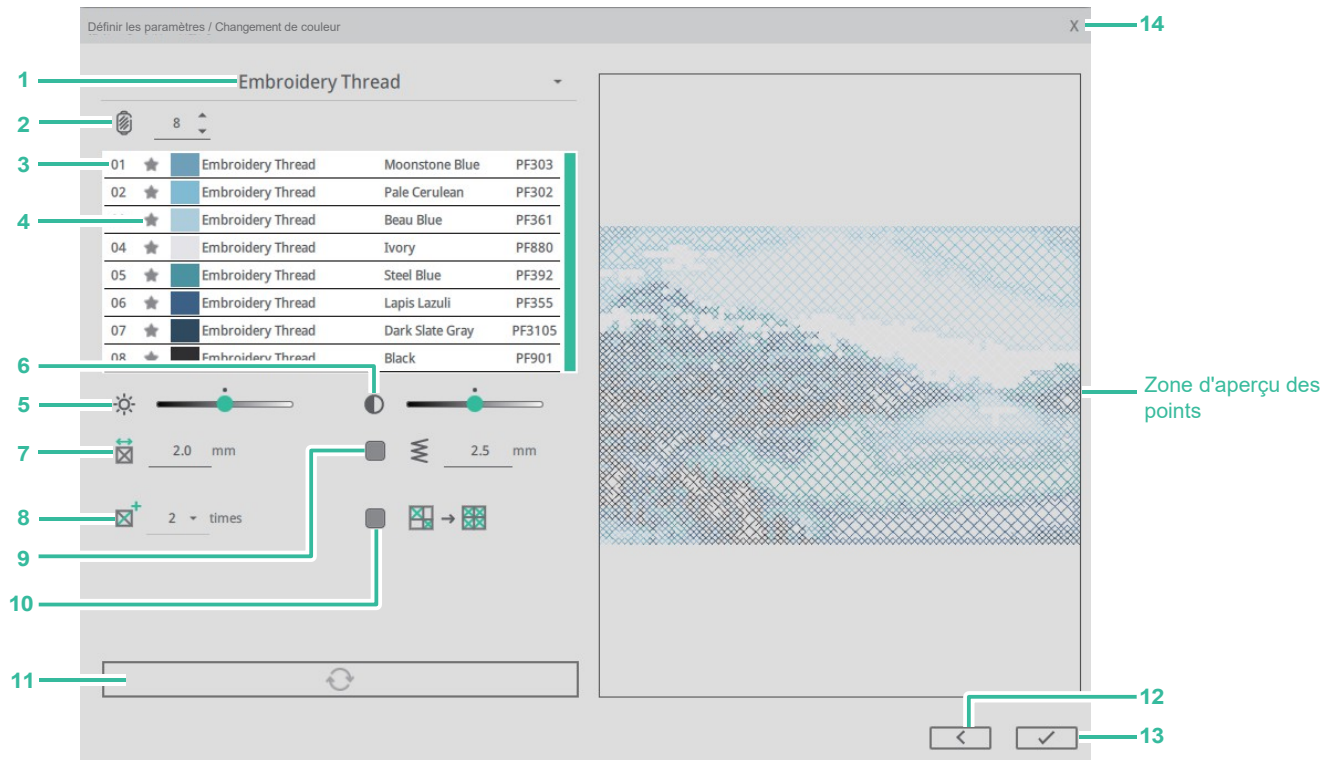 Définir les paramètres / Changement de couleur
X
14
1
Embroidery Thread
2
8
3
01 Embroidery Thread Moonstone Blue PF303
02 Embroidery Thread Pale Cerulean PF302
4
Embroidery Thread Beau Blue PF361
04 Embroidery Thread Ivory PF880
05 Embroidery Thread Steel Blue PF392
06 Embroidery Thread Lapis Lazuli PF355
07 Embroidery Thread Dark Slate Gray PF3105
08 Embroidery Thread Black PF901
6
5
Zone d'aperçu des
points
7
2.0 mm
2.5 mm
8
2 times
9
10
11
12
13